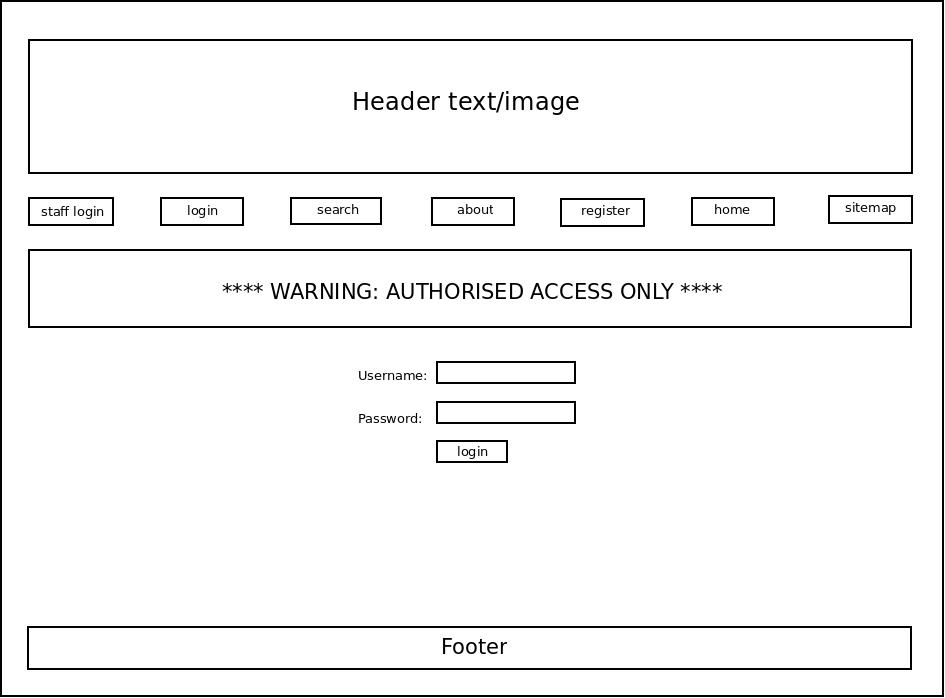 Header text/image
staff login
login
search
about
register
home
sitemap
**** WARNING: AUTHORISED ACCESS ONLY ****
Username:
Password:
login
Footer